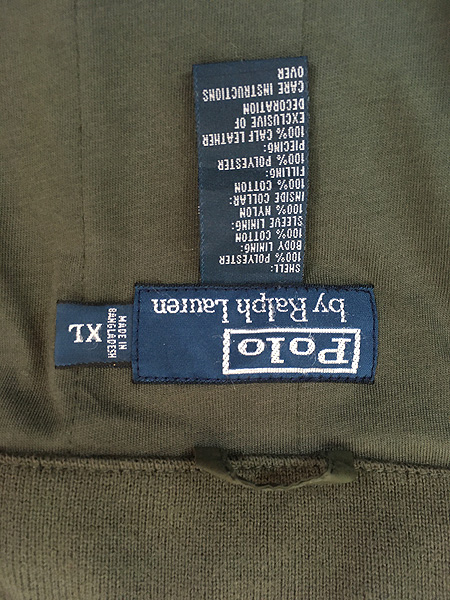 Polo
by Ralph Lauren
XL
MADE IN
BANGLADESH
SHELL:
100% POLYESTER
BODY LINING:
100% COTTON
SLEEVE LINING:
100% NYLON
INSIDE COLLAR:
100% COTTON
FILLING:
100% POLYESTER
PIECING:
100% CALF LEATHER
EXCLUSIVE OF
DECORATION
CARE INSTRUCTIONS
OVER